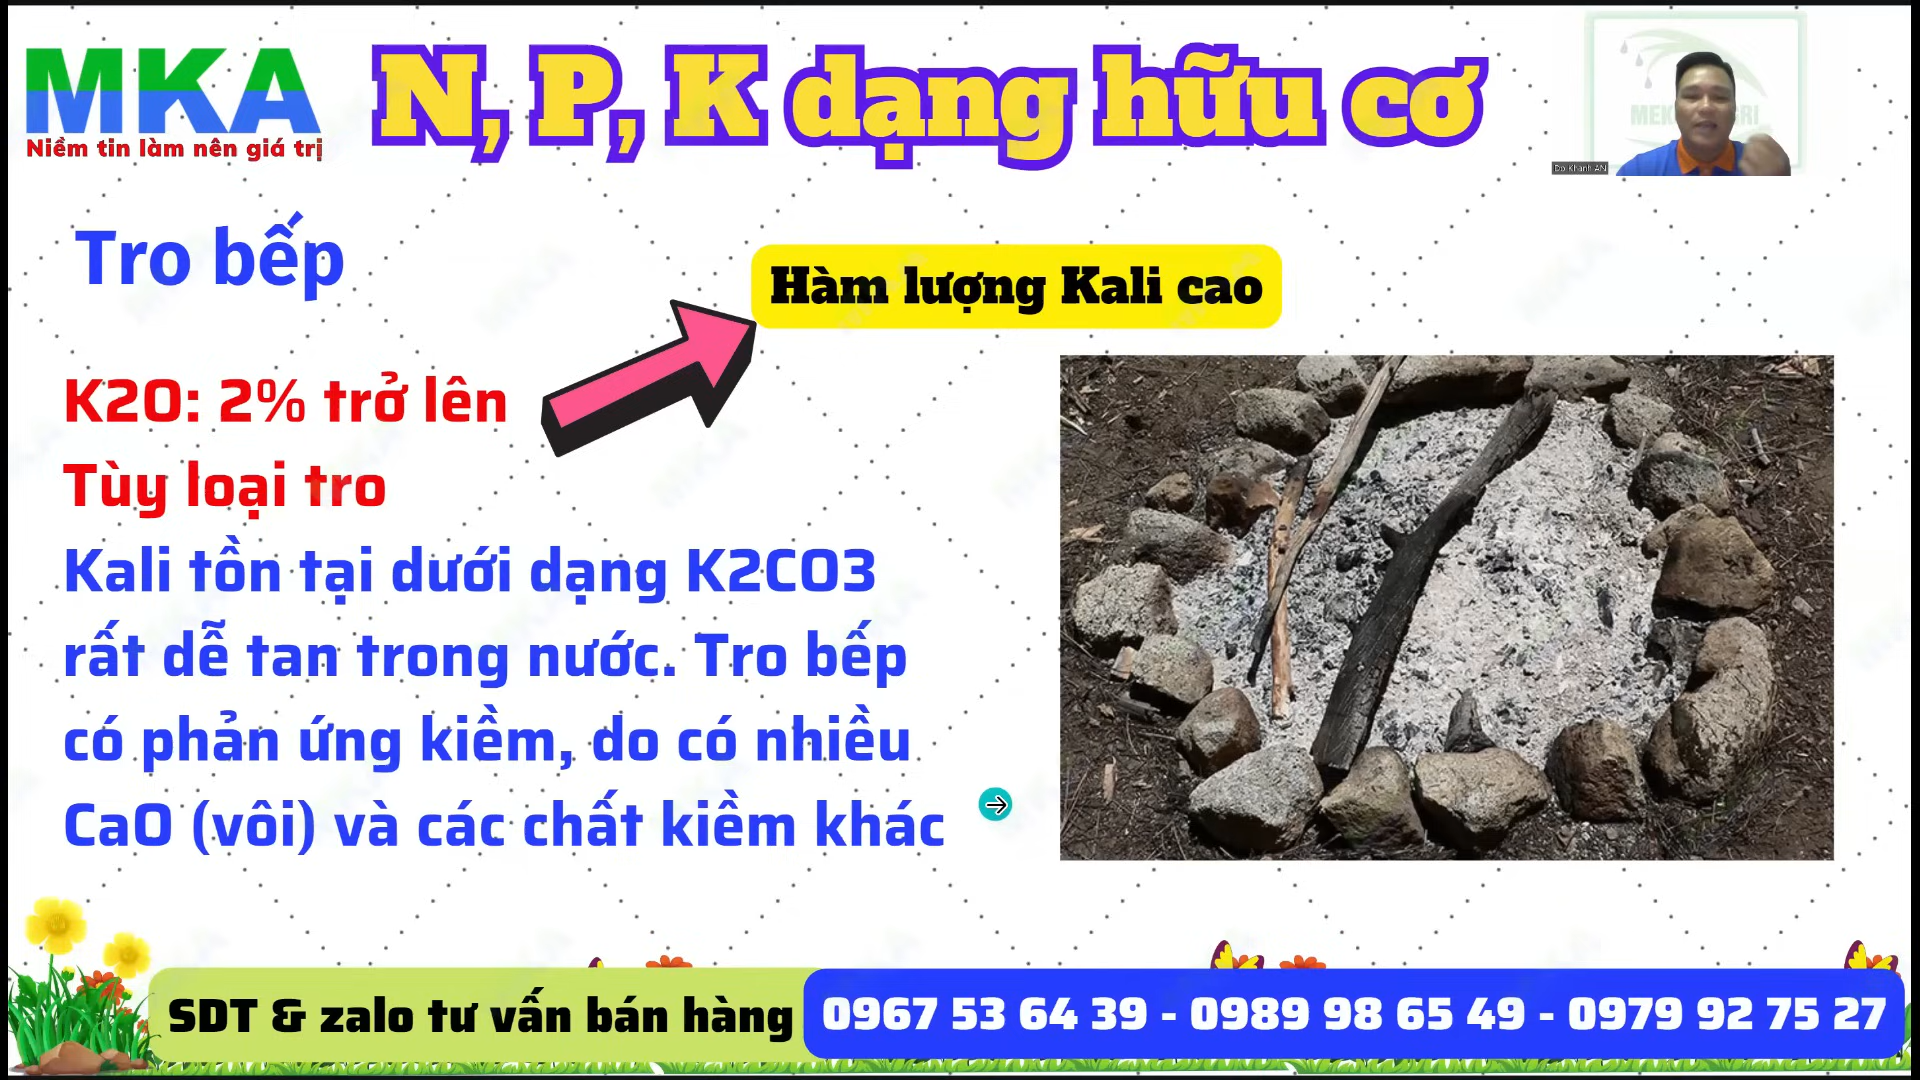 MKA
Niềm tin làm nên giá trị
N, P, K dạng hữu cơ
Do Khanh AN
Tro bếp
Hàm lượng Kali cao
K2O: 2% trở lên
Tùy loại tro
Kali tồn tại dưới dạng K2CO3
rất dễ tan trong nước. Tro bếp
có phản ứng kiềm, do có nhiều
CaO (vôi) và các chất kiềm khác
SDT & zalo tư vấn bán hàng
0967 53 64 39 - 0989 98 65 49 - 0979 92 75 27